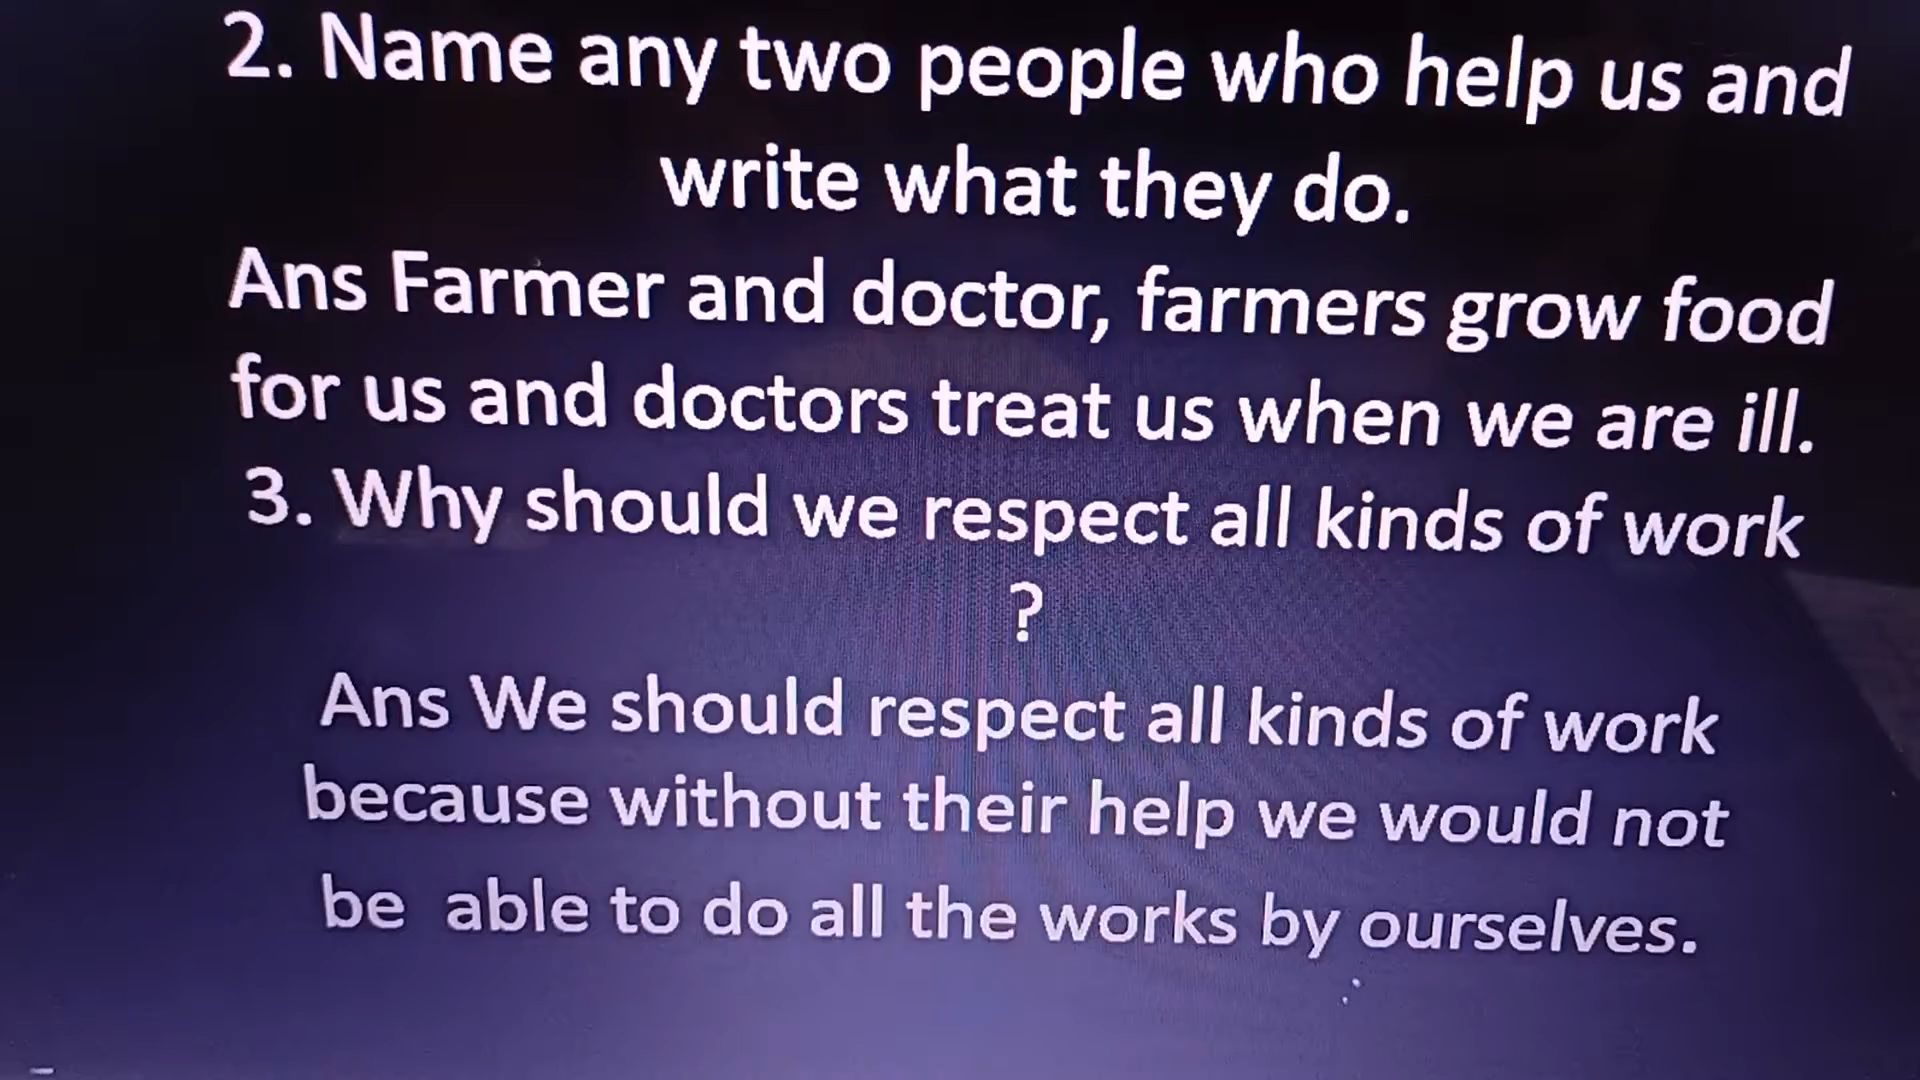 2. Name any two people who help us and
write what they do.
Ans Farmer and doctor, farmers grow food
for us and doctors treat us when we are ill.
3. Why should we respect all kinds of work
?
Ans We should respect all kinds of work
because without their help we would not
be able to do all the works by ourselves.